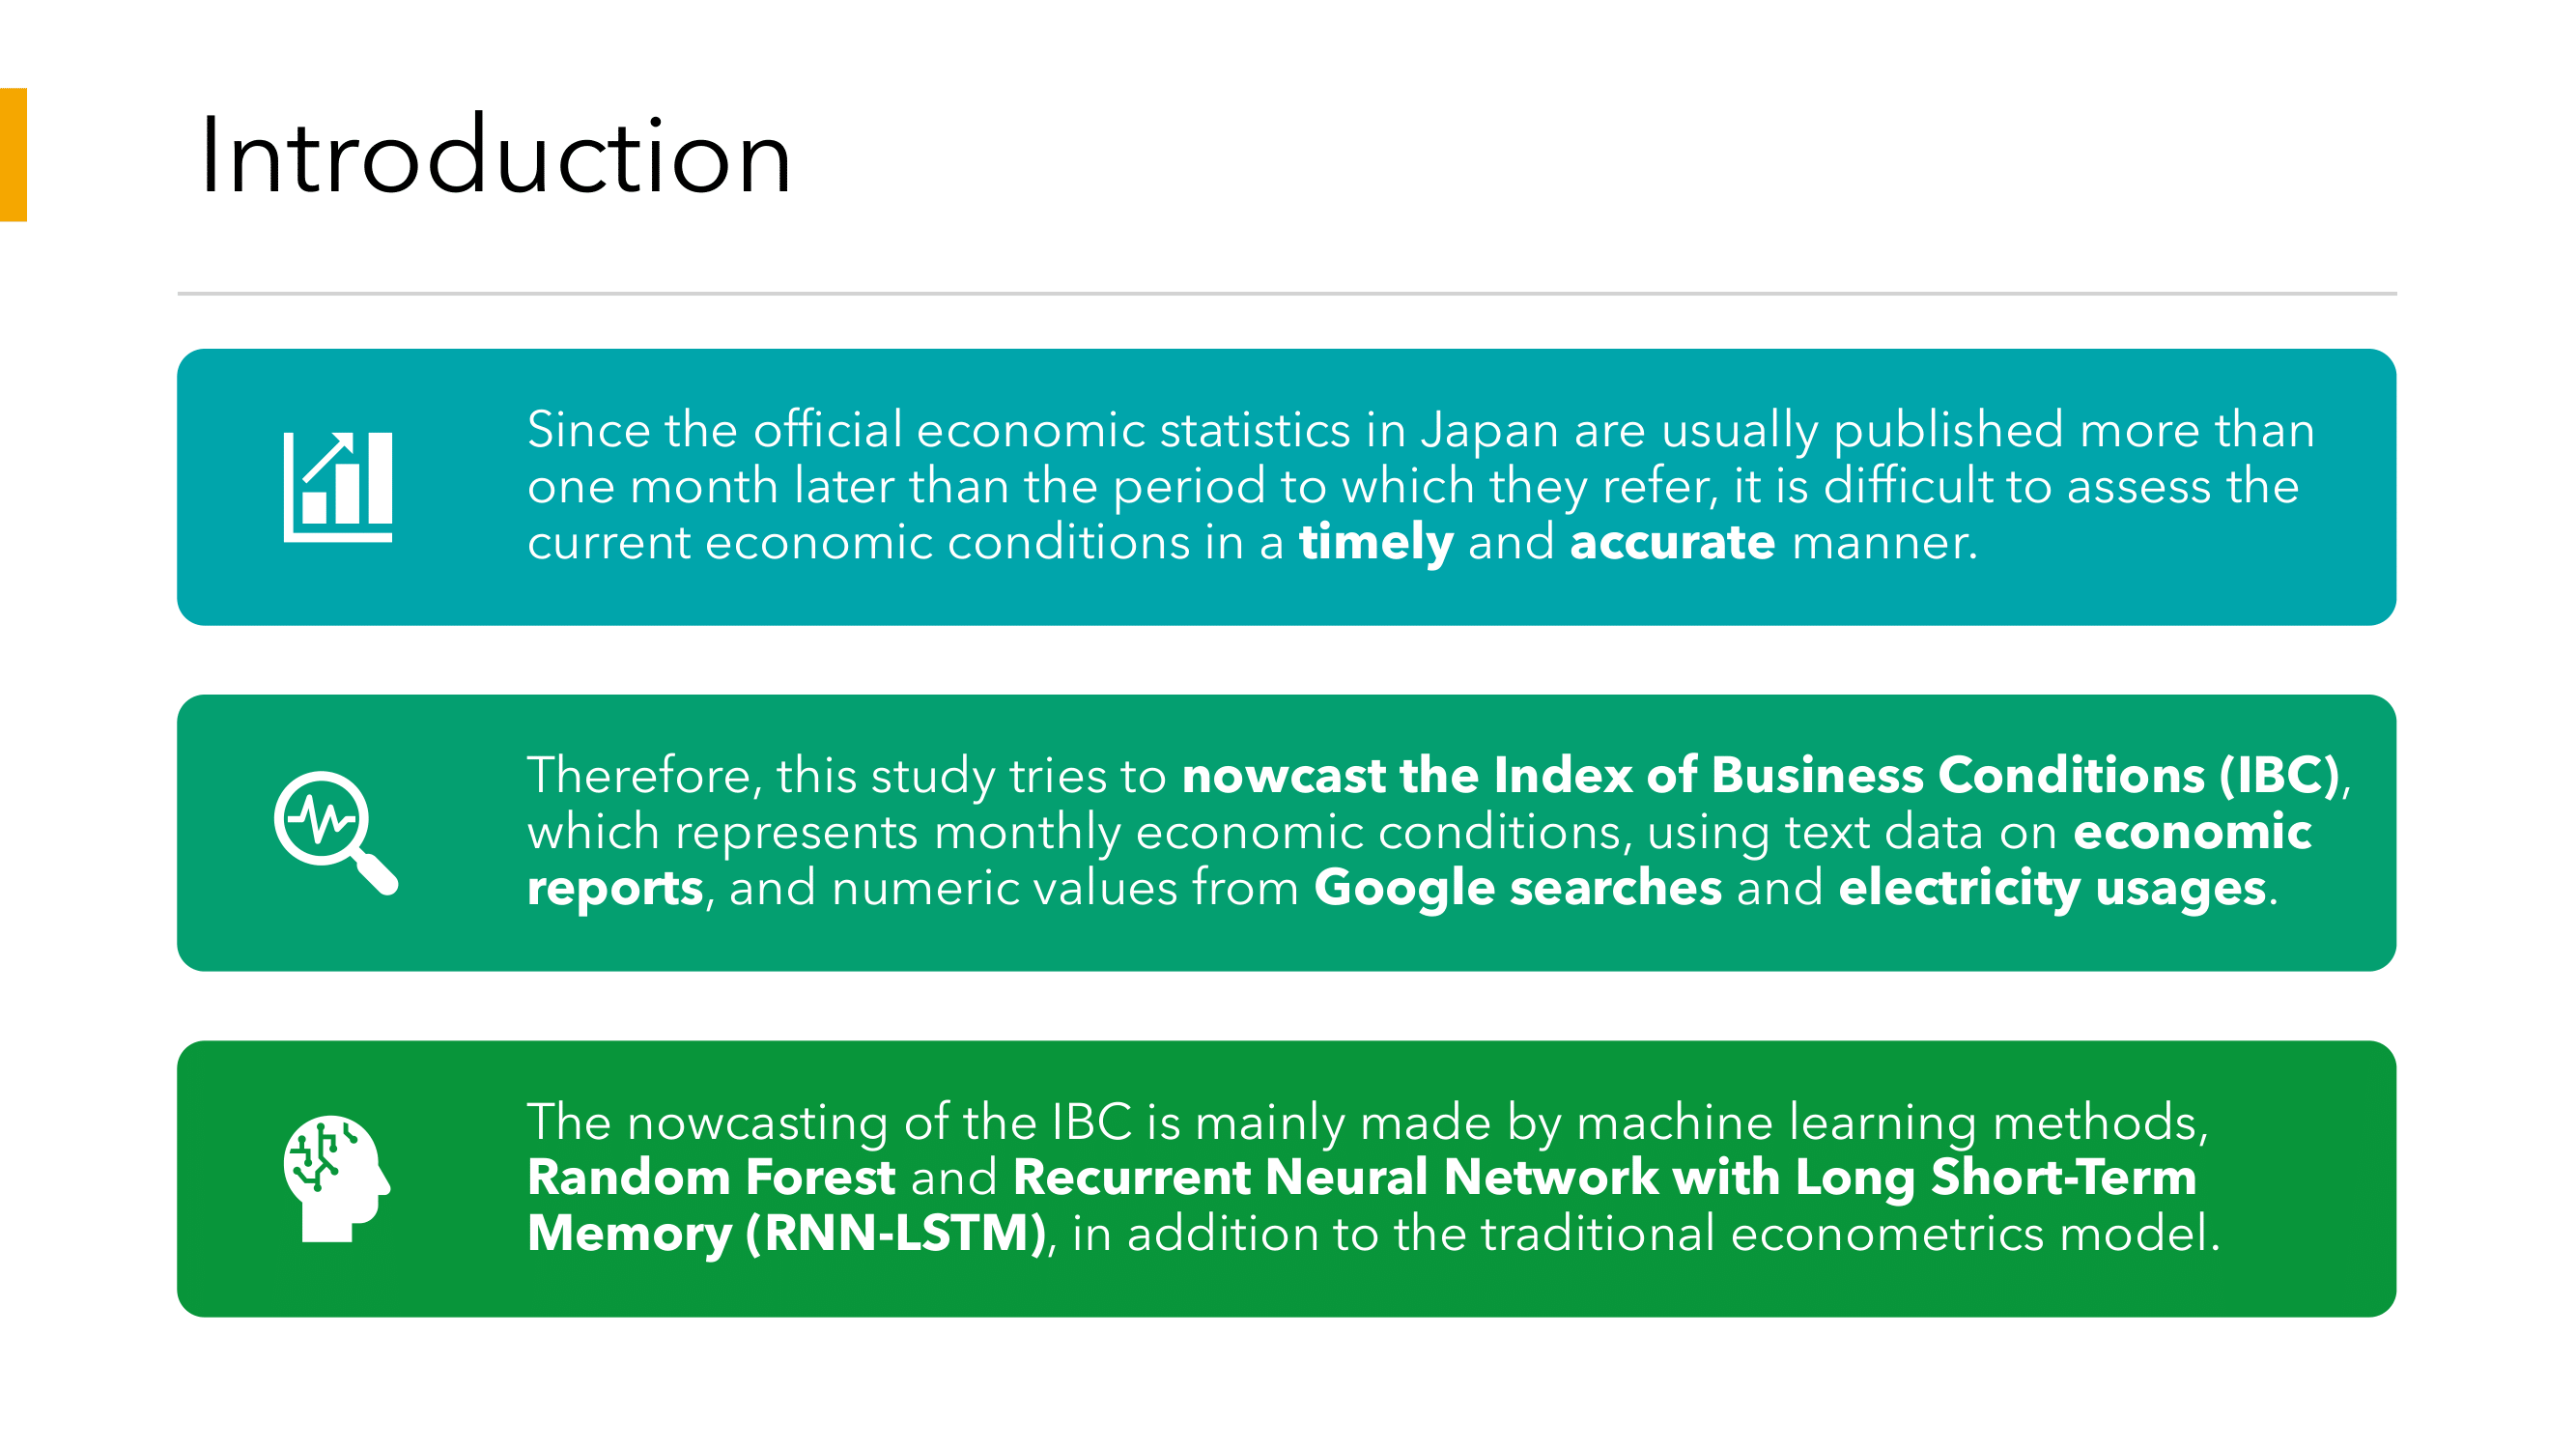 Introduction
Since the official economic statistics in Japan are usually published more than
one month later than the period to which they refer, it is difficult to assess the
current economic conditions in a timely and accurate manner.
Therefore, this study tries to nowcast the Index of Business Conditions (IBC),
which represents monthly economic conditions, using text data on economic
reports, and numeric values from Google searches and electricity usages.
The nowcasting of the IBC is mainly made by machine learning methods,
Random Forest and Recurrent Neural Network with Long Short-Term
Memory (RNN-LSTM), in addition to the traditional econometrics model.